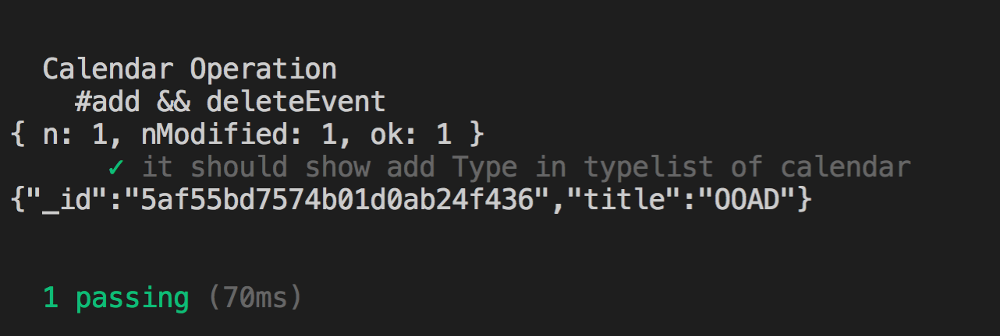 Calendar Operation
#add && deleteEvent
{ n: 1, nModified: 1, ok: 1 }
✓ it should show add Type in typelist of calendar
{"_id":"5af55bd7574b01d0ab24f436","title":"OOAD"}
1 passing (70ms)